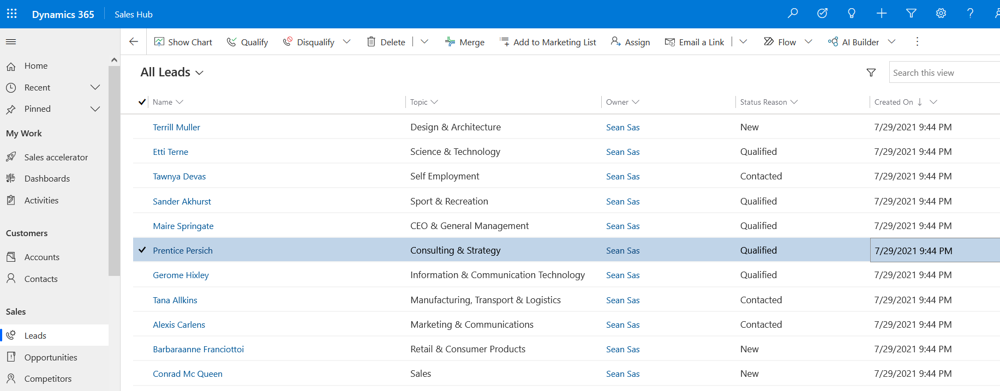 Dynamics 365 Sales Hub
Show Chart Qualify Disqualify Delete Merge Add to Marketing List Assign Email a Link Flow AI Builder
Home
Recent
Pinned
My Work
Sales accelerator
Dashboards
Activities
Customers
Accounts
Contacts
Sales
Leads
Opportunities
Competitors
All Leads Search this view
Name Topic Owner Status Reason Created On
Terrill Muller Design & Architecture Sean Sas New 7/29/2021 9:44 PM
Etti Terne Science & Technology Sean Sas Qualified 7/29/2021 9:44 PM
Tawnya Devas Self Employment Sean Sas Contacted 7/29/2021 9:44 PM
Sander Akhurst Sport & Recreation Sean Sas Qualified 7/29/2021 9:44 PM
Maire Springate CEO & General Management Sean Sas Qualified 7/29/2021 9:44 PM
Prentice Persich Consulting & Strategy Sean Sas Qualified 7/29/2021 9:44 PM
Gerome Hixley Information & Communication Technology Sean Sas Qualified 7/29/2021 9:44 PM
Tana Allkins Manufacturing, Transport & Logistics Sean Sas Contacted 7/29/2021 9:44 PM
Alexis Carlens Marketing & Communications Sean Sas Contacted 7/29/2021 9:44 PM
Barbaraanne Franciottoi Retail & Consumer Products Sean Sas New 7/29/2021 9:44 PM
Conrad Mc Queen Sales Sean Sas New 7/29/2021 9:44 PM